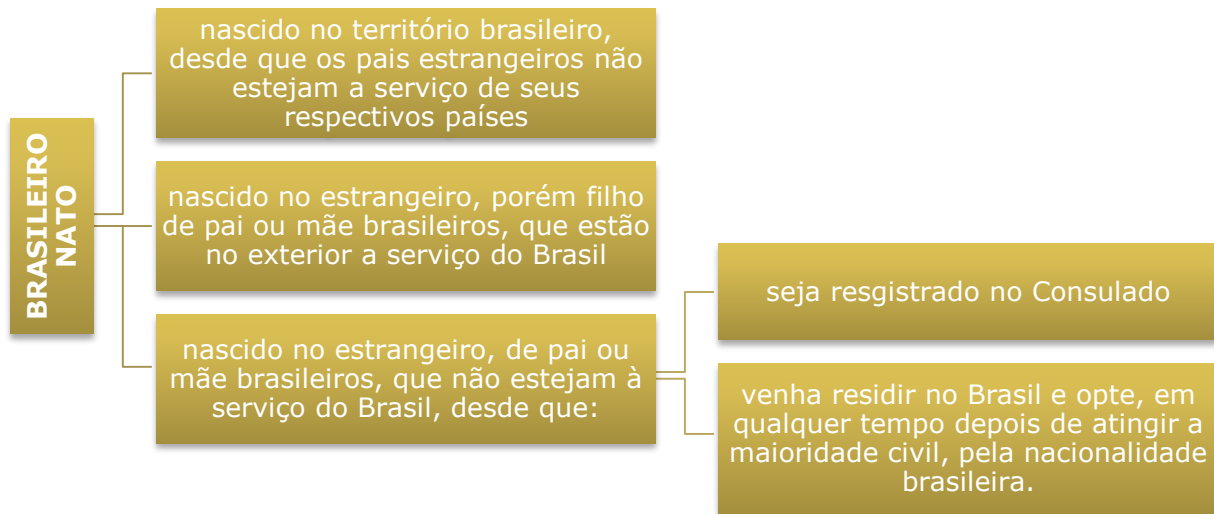 BRASILEIRO
NATO
nascido no território brasileiro,
desde que os pais estrangeiros não
estejam a serviço de seus
respectivos países
nascido no estrangeiro, porém filho
de pai ou mãe brasileiros, que estão
no exterior a serviço do Brasil
nascido no estrangeiro, de pai ou
mãe brasileiros, que não estejam à
serviço do Brasil, desde que:
seja resgistrado no Consulado
venha residir no Brasil e opte, em
qualquer tempo depois de atingir a
maioridade civil, pela nacionalidade
brasileira.